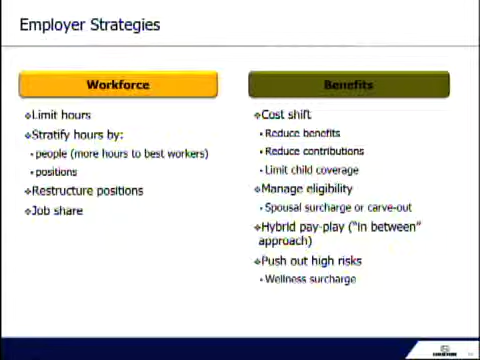 Employer Strategies
Workforce
Limit hours
Stratify hours by:
people (more hours to best workers)
positions
Restructure positions
Job share
Benefits
Cost shift
Reduce benefits
Reduce contributions
Limit child coverage
Manage eligibility
Spousal surcharge or carve-out
Hybrid pay-play ("in between"
approach)
Push out high risks
Wellness surcharge